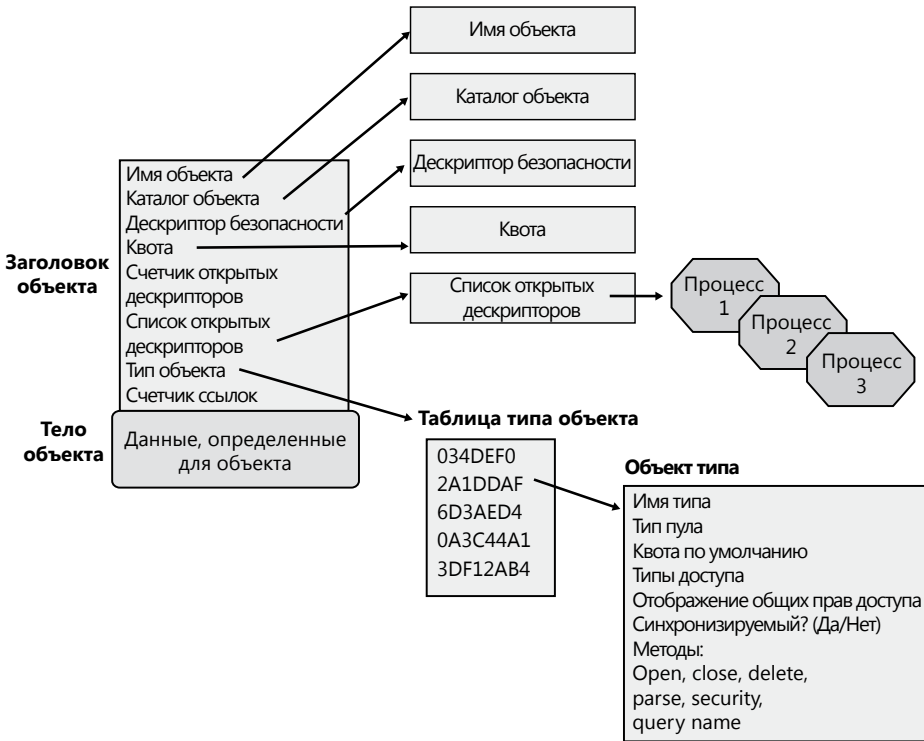 Имя объекта
Каталог объекта
Дескриптор безопасности
Квота
Список открытых
дескрипторов
Процесс
1
Процесс
2
Процесс
3
Заголовок
объекта
Имя объекта
Каталог объекта
Дескриптор безопасности
Квота
Счетчик открытых
дескрипторов
Список открытых
дескрипторов
Тип объекта
Счетчик ссылок
Тело
объекта
Данные, определенные
для объекта
Таблица типа объекта
034DEF0
2A1DDAF
6D3AED4
0A3C44A1
3DF12AB4
Объект типа
Имя типа
Тип пула
Квота по умолчанию
Типы доступа
Отображение общих прав доступа
Синхронизируемый? (Да/Нет)
Методы:
Open, close, delete,
parse, security,
query name